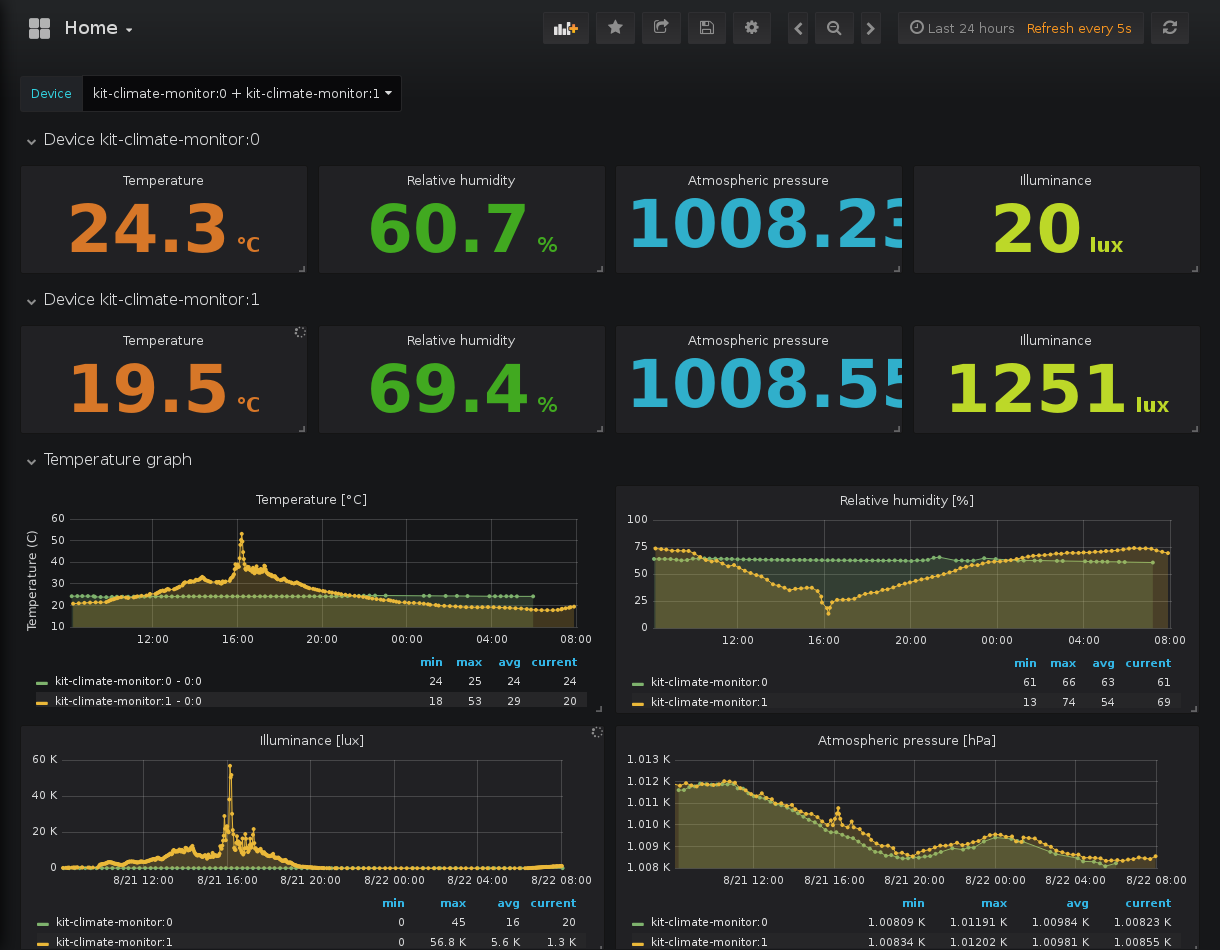 Home
Last 24 hours Refresh every 5s
Device kit-climate-monitor:0 + kit-climate-monitor:1
Device kit-climate-monitor:0
Temperature Relative humidity Atmospheric pressure Illuminance
24.3 °C 60.7 % 1008.23 20 lux
Device kit-climate-monitor:1
Temperature Relative humidity Atmospheric pressure Illuminance
19.5 °C 69.4 % 1008.55 1251 lux
Temperature graph
Temperature [°C]
Temperature (C)
60
50
40
30
20
10
12:00 16:00 20:00 00:00 04:00 08:00
min max avg current
kit-climate-monitor:0 - 0:0 24 25 24 24
kit-climate-monitor:1 - 0:0 18 53 29 20
Relative humidity [%]
100
75
50
25
0
12:00 16:00 20:00 00:00 04:00 08:00
min max avg current
kit-climate-monitor:0 61 66 63 61
kit-climate-monitor:1 13 74 54 69
Illuminance [lux]
60 K
40 K
20 K
0
8/21 12:00 8/21 16:00 8/21 20:00 8/22 00:00 8/22 04:00 8/22 08:00
min max avg current
kit-climate-monitor:0 0 45 16 20
kit-climate-monitor:1 0 56.8 K 5.6 K 1.3 K
Atmospheric pressure [hPa]
1.013 K
1.012 K
1.011 K
1.010 K
1.009 K
1.008 K
8/21 12:00 8/21 16:00 8/21 20:00 8/22 00:00 8/22 04:00 8/22 08:00
min max avg current
kit-climate-monitor:0 1.00809 K 1.01191 K 1.00984 K 1.00823 K
kit-climate-monitor:1 1.00834 K 1.01202 K 1.00981 K 1.00855 K